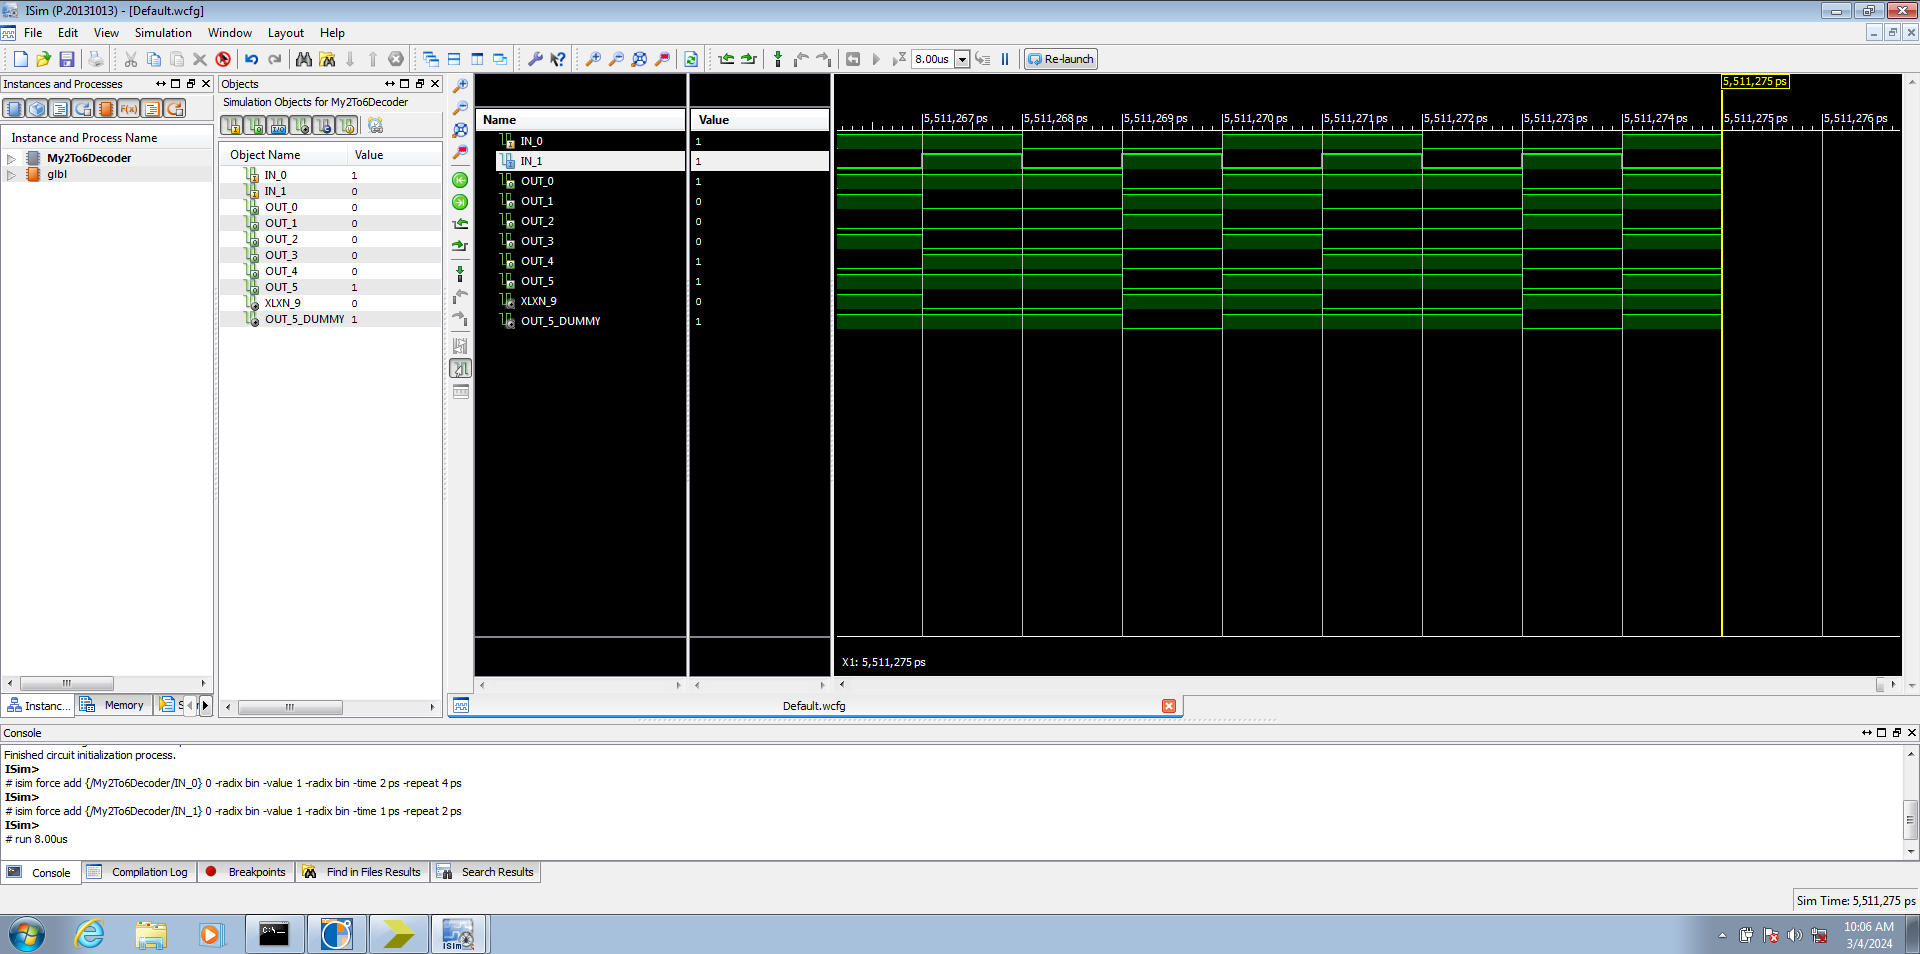 ISim (P.20131013) - [Default.wcfg]
File Edit View Simulation Window Layout Help
8.00us
Re-launch
Instances and Processes
Instance and Process Name
My2To6Decoder
glbl
Instanc...
Memory
Objects
Simulation Objects for My2To6Decoder
Object Name Value
IN_0 1
IN_1 0
OUT_0 0
OUT_1 0
OUT_2 0
OUT_3 0
OUT_4 0
OUT_5 1
XLXN_9 0
OUT_5_DUMMY 1
Name Value
IN_0 1
IN_1 1
OUT_0 1
OUT_1 0
OUT_2 0
OUT_3 0
OUT_4 1
OUT_5 1
XLXN_9 0
OUT_5_DUMMY 1
5,511,275 ps
5,511,267 ps 5,511,268 ps 5,511,269 ps 5,511,270 ps 5,511,271 ps 5,511,272 ps 5,511,273 ps 5,511,274 ps 5,511,275 ps 5,511,276 ps
X1: 5,511,275 ps
Default.wcfg
Console
Finished circuit initialization process.
ISim>
# isim force add {/My2To6Decoder/IN_0} 0 -radix bin -value 1 -radix bin -time 2 ps -repeat 4 ps
ISim>
# isim force add {/My2To6Decoder/IN_1} 0 -radix bin -value 1 -radix bin -time 1 ps -repeat 2 ps
ISim>
# run 8.00us
Console Compilation Log Breakpoints Find in Files Results Search Results
Sim Time: 5,511,275 ps
10:06 AM
3/4/2024